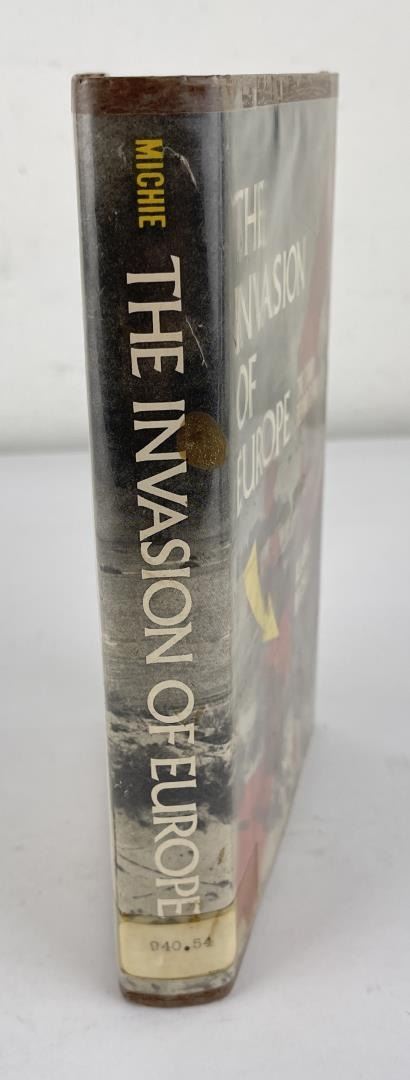 MICHIE
THE INVASION OF EUROPE
940.54
THE
INVASION
OF
EUROPE